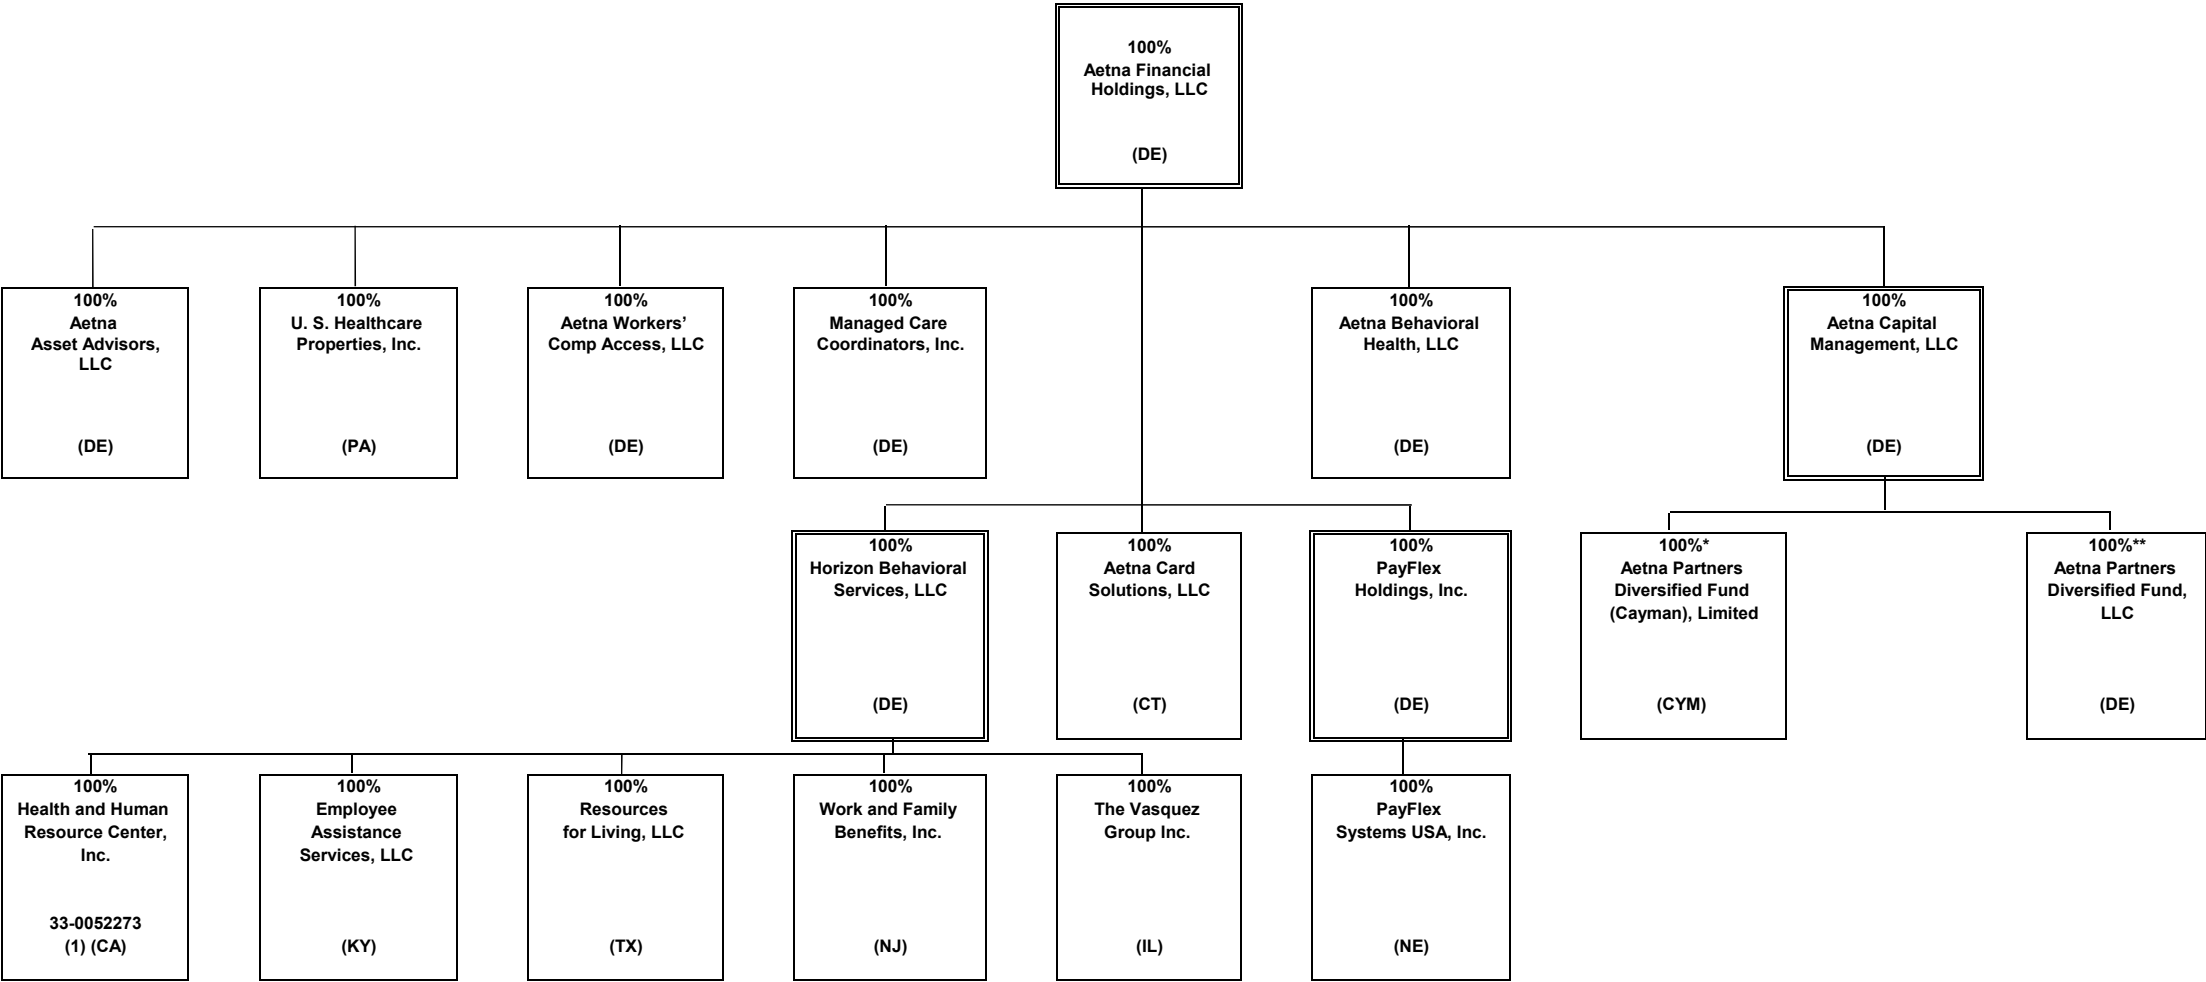 100%
Aetna Financial
Holdings, LLC
(DE)
100%
Aetna
Asset Advisors,
LLC
(DE)
100%
U. S. Healthcare
Properties, Inc.
(PA)
100%
Aetna Workers’
Comp Access, LLC
(DE)
100%
Managed Care
Coordinators, Inc.
(DE)
100%
Aetna Behavioral
Health, LLC
(DE)
100%
Aetna Capital
Management, LLC
(DE)
100%
Horizon Behavioral
Services, LLC
(DE)
100%
Aetna Card
Solutions, LLC
(CT)
100%
PayFlex
Holdings, Inc.
(DE)
100%*
Aetna Partners
Diversified Fund
(Cayman), Limited
(CYM)
100%**
Aetna Partners
Diversified Fund,
LLC
(DE)
100%
Health and Human
Resource Center,
Inc.
33-0052273
(1) (CA)
100%
Employee
Assistance
Services, LLC
(KY)
100%
Resources
for Living, LLC
(TX)
100%
Work and Family
Benefits, Inc.
(NJ)
100%
The Vasquez
Group Inc.
(IL)
100%
PayFlex
Systems USA, Inc.
(NE)